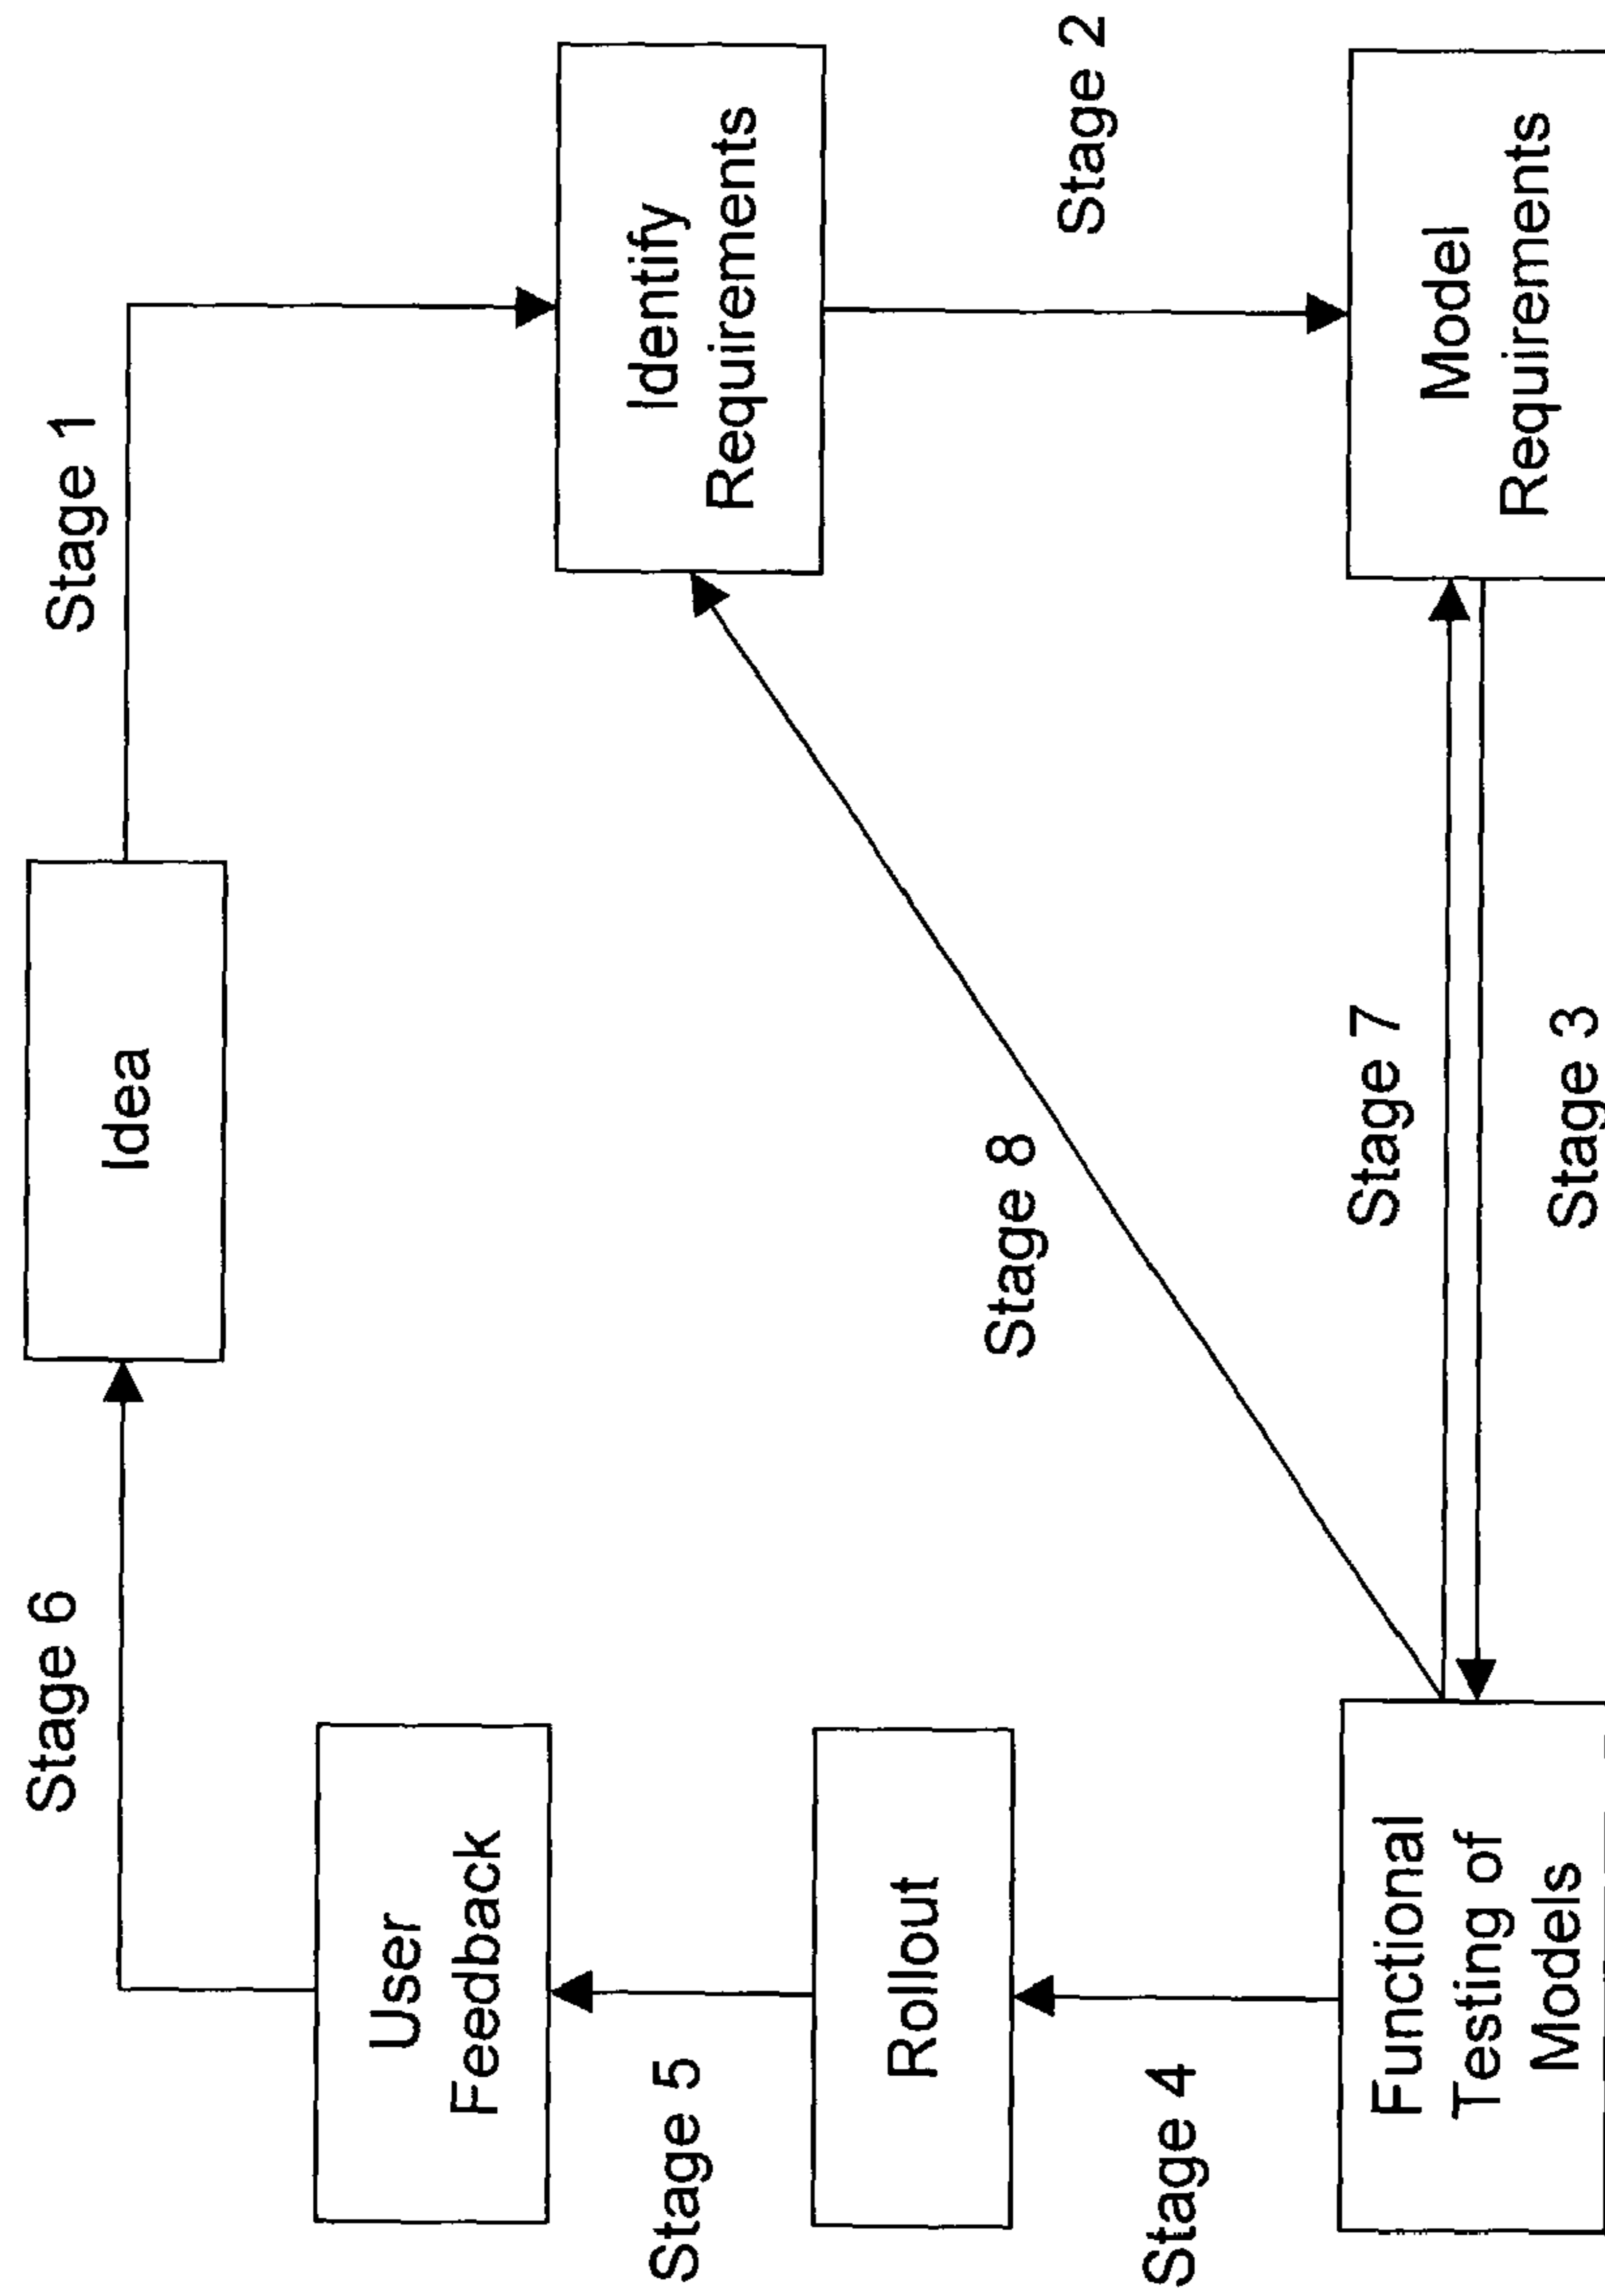 Idea
Stage 1
Stage 6
Identify
Requirements
User
Feedback
Stage 2
Stage 5
Rollout
Stage 8
Stage 4
Stage 7
Model
Requirements
Functional
Testing of
Models
Stage 3